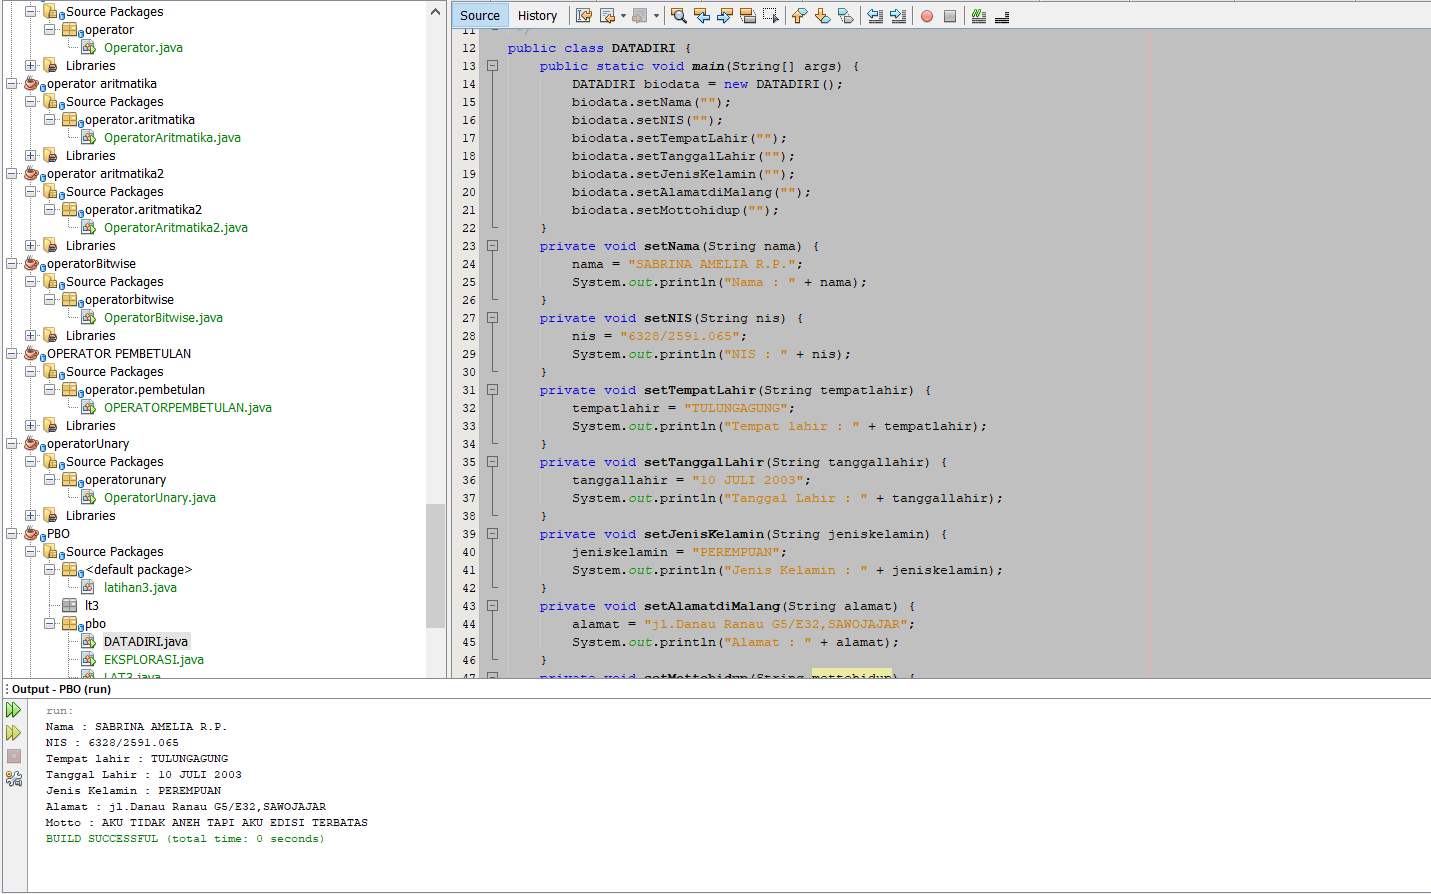 Source Packages
operator
Operator.java
Libraries
operator aritmatika
Source Packages
operator.aritmatika
OperatorAritmatika.java
Libraries
operator aritmatika2
Source Packages
operator.aritmatika2
OperatorAritmatika2.java
Libraries
operatorBitwise
Source Packages
operatorbitwise
OperatorBitwise.java
Libraries
OPERATOR PEMBETULAN
Source Packages
operator.pembetulan
OPERATORPEMBETULAN.java
Libraries
operatorUnary
Source Packages
operatorunary
OperatorUnary.java
Libraries
PBO
Source Packages
<default package>
latihan3.java
lt3
pbo
DATADIRI.java
EKSPLORASI.java
LAT3.java
Source History
11 */
12 public class DATADIRI {
13 public static void main(String[] args) {
14 DATADIRI biodata = new DATADIRI();
15 biodata.setNama("");
16 biodata.setNIS("");
17 biodata.setTempatLahir("");
18 biodata.setTanggalLahir("");
19 biodata.setJenisKelamin("");
20 biodata.setAlamatdiMalang("");
21 biodata.setMottohidup("");
22 }
23 private void setNama(String nama) {
24 nama = "SABRINA AMELIA R.P.";
25 System.out.println("Nama : " + nama);
26 }
27 private void setNIS(String nis) {
28 nis = "6328/2591.065";
29 System.out.println("NIS : " + nis);
30 }
31 private void setTempatLahir(String tempatlahir) {
32 tempatlahir = "TULUNGAGUNG";
33 System.out.println("Tempat lahir : " + tempatlahir);
34 }
35 private void setTanggalLahir(String tanggallahir) {
36 tanggallahir = "10 JULI 2003";
37 System.out.println("Tanggal Lahir : " + tanggallahir);
38 }
39 private void setJenisKelamin(String jeniskelamin) {
40 jeniskelamin = "PEREMPUAN";
41 System.out.println("Jenis Kelamin : " + jeniskelamin);
42 }
43 private void setAlamatdiMalang(String alamat) {
44 alamat = "jl.Danau Ranau G5/E32,SAWOJAJAR";
45 System.out.println("Alamat : " + alamat);
46 }
47 private void setMottohidup(String mottohidup) {
Output - PBO (run)
run:
Nama : SABRINA AMELIA R.P.
NIS : 6328/2591.065
Tempat lahir : TULUNGAGUNG
Tanggal Lahir : 10 JULI 2003
Jenis Kelamin : PEREMPUAN
Alamat : jl.Danau Ranau G5/E32,SAWOJAJAR
Motto : AKU TIDAK ANEH TAPI AKU EDISI TERBATAS
BUILD SUCCESSFUL (total time: 0 seconds)